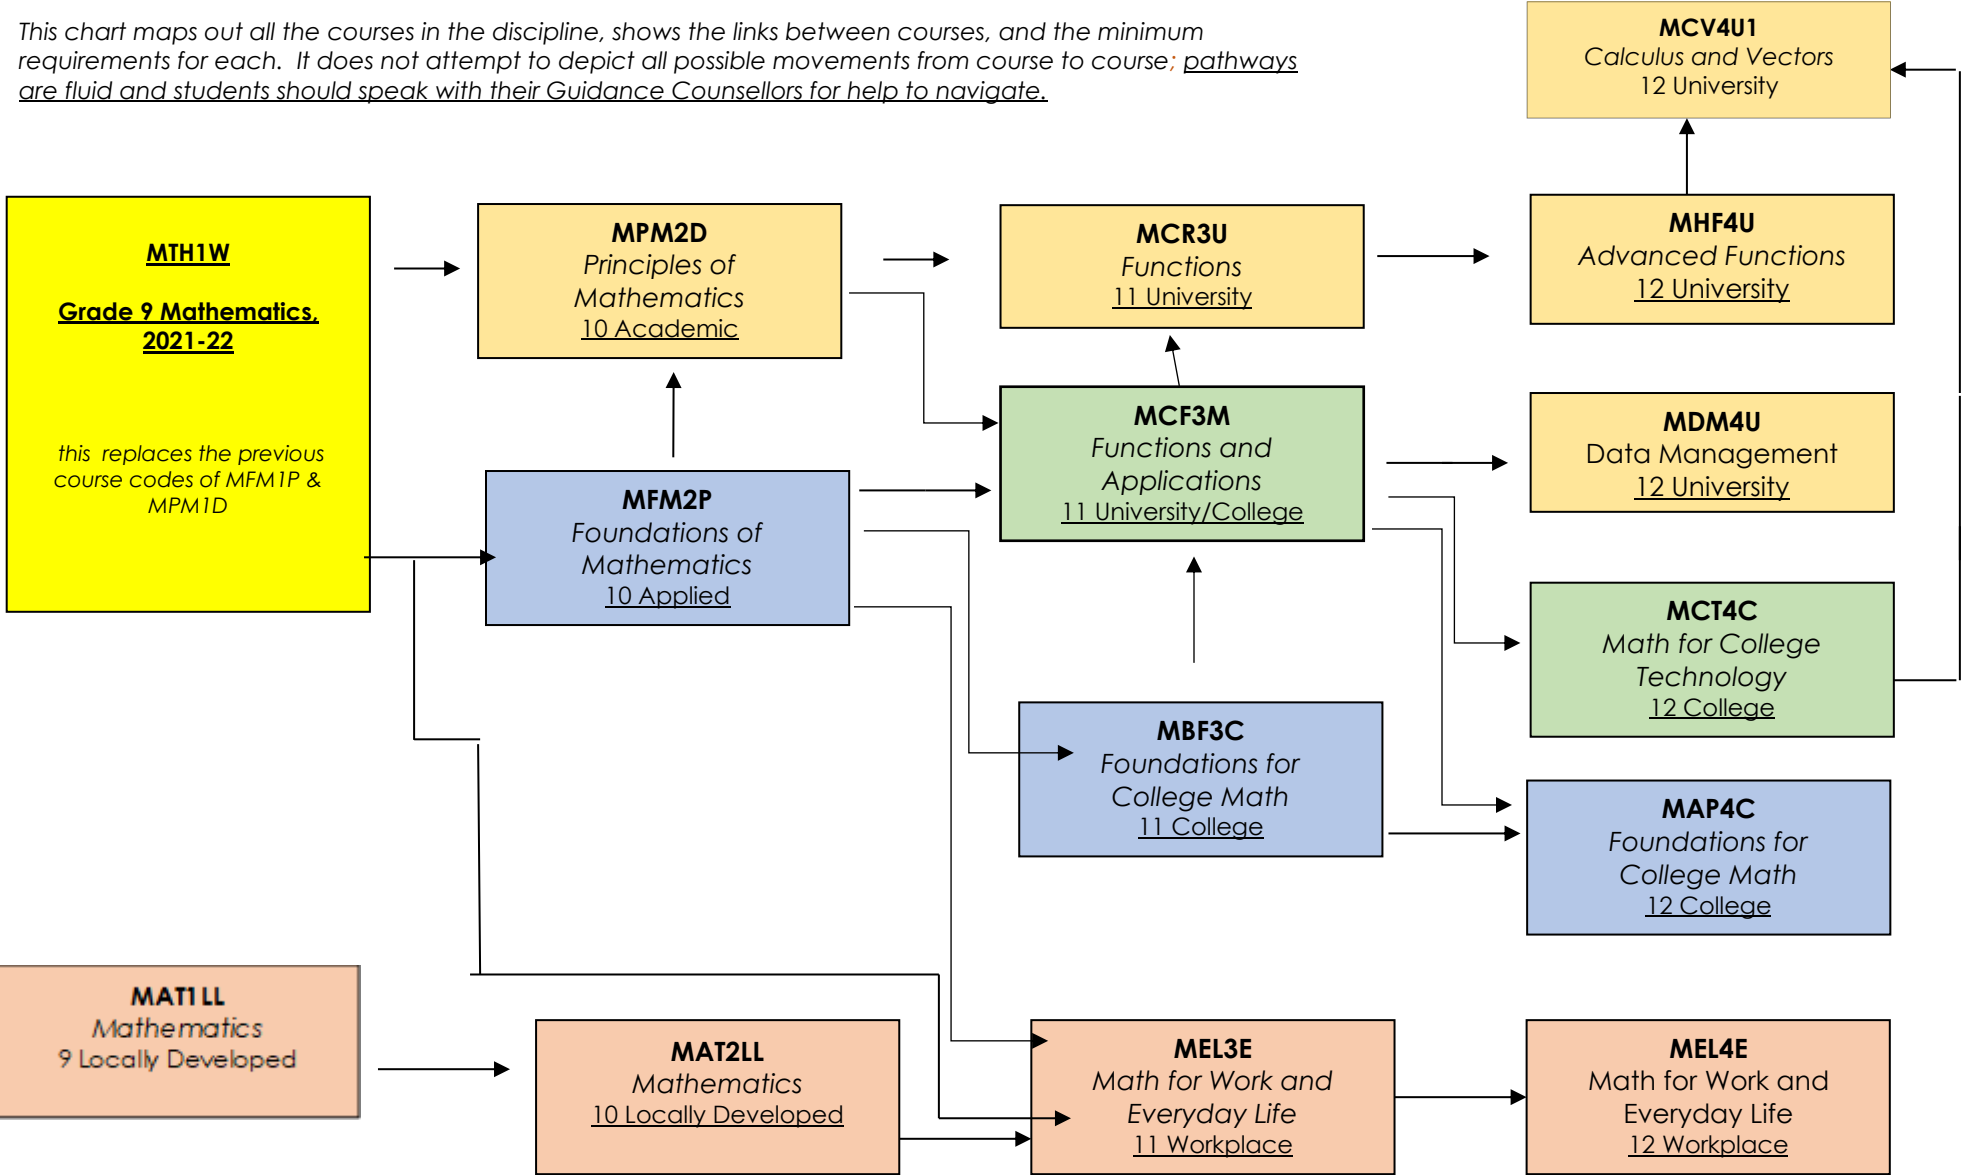 This chart maps out all the courses in the discipline, shows the links between courses, and the minimum
requirements for each.  It does not attempt to depict all possible movements from course to course; pathways
are fluid and students should speak with their Guidance Counsellors for help to navigate.
MCV4U1
Calculus and Vectors
12 University
MTH1W
Grade 9 Mathematics,
2021-22
this  replaces the previous
course codes of MFM1P &
MPM1D
MPM2D
Principles of
Mathematics
10 Academic
MCR3U
Functions
11 University
MHF4U
Advanced Functions
12 University
MFM2P
Foundations of
Mathematics
10 Applied
MCF3M
Functions and
Applications
11 University/College
MDM4U
Data Management
12 University
MCT4C
Math for College
Technology
12 College
MBF3C
Foundations for
College Math
11 College
MAP4C
Foundations for
College Math
12 College
MAT1LL
Mathematics
9 Locally Developed
MAT2LL
Mathematics
10 Locally Developed
MEL3E
Math for Work and
Everyday Life
11 Workplace
MEL4E
Math for Work and
Everyday Life
12 Workplace